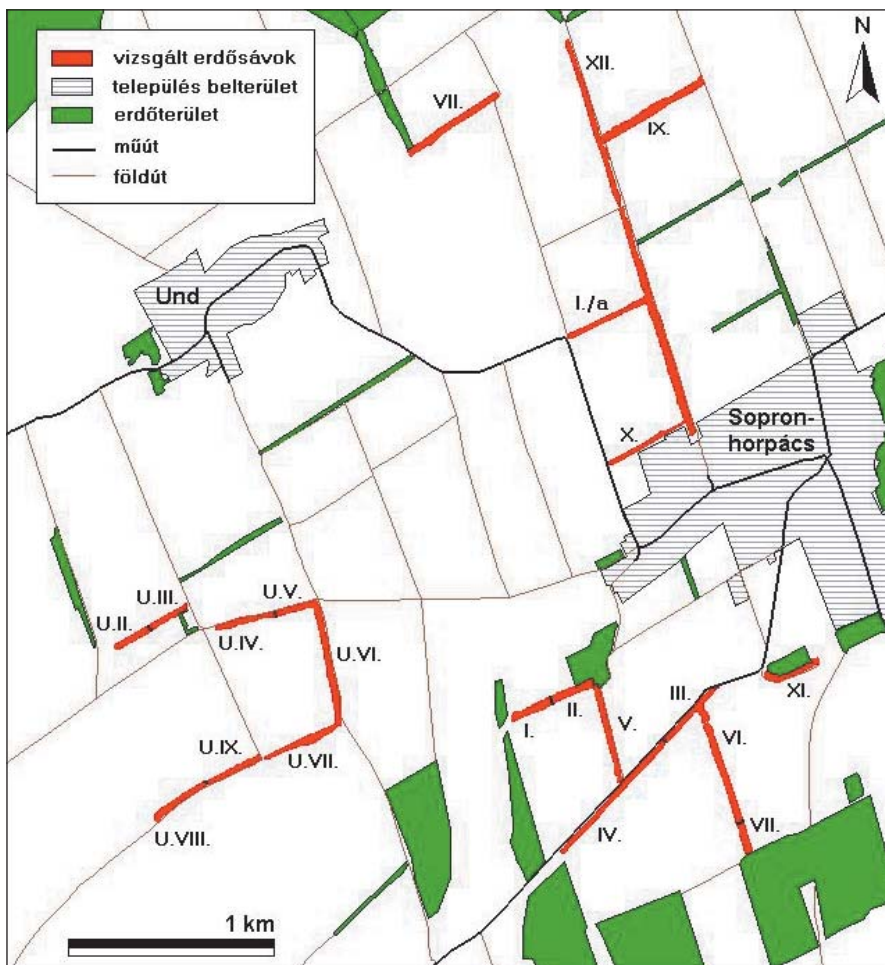 vizsgált erdősávok
település belterület
erdőterület
műút
földút
N
XII.
VII.
IX.
Und
I./a
X.
Sopron-
horpács
U.III.
U.II.
U.V.
U.IV.
U.VI.
U.IX.
U.VII.
U.VIII.
III.
XI.
II.
I.
V.
VI.
IV.
VII.
1 km